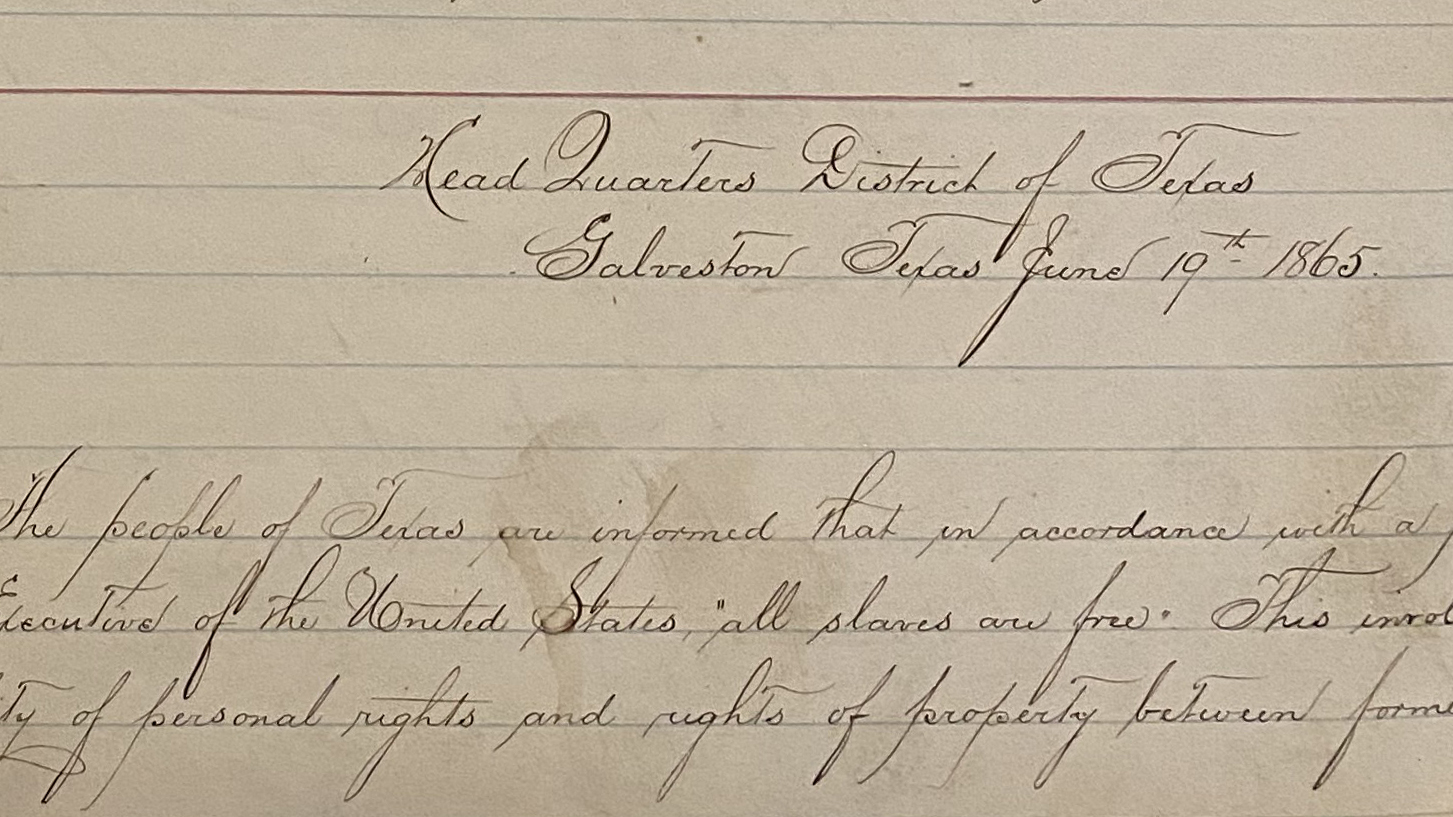 Head Quarters District of Texas
Galveston Texas June 19th 1865.
The people of Texas are informed that in accordance with a
Executive of the United States, "all slaves are free." This invol
ity of personal rights and rights of property between forme